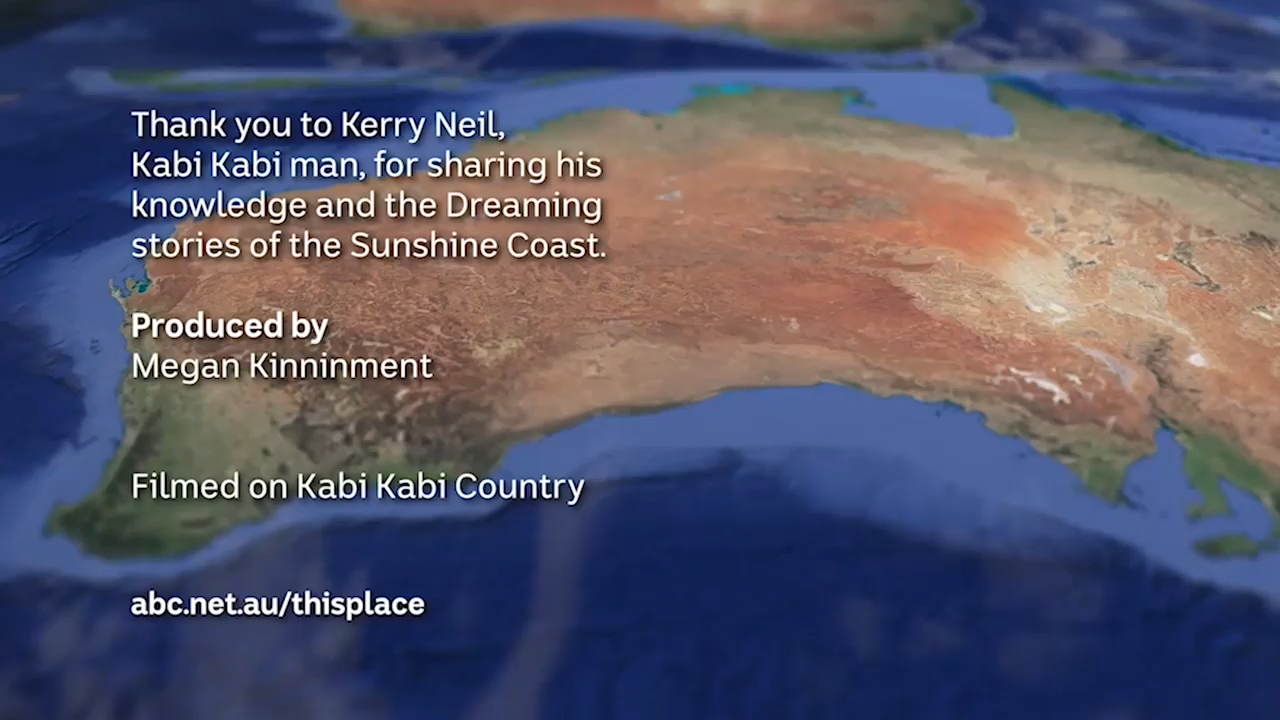 Thank you to Kerry Neil,
Kabi Kabi man, for sharing his
knowledge and the Dreaming
stories of the Sunshine Coast.
Produced by
Megan Kinninment
Filmed on Kabi Kabi Country
abc.net.au/thisplace